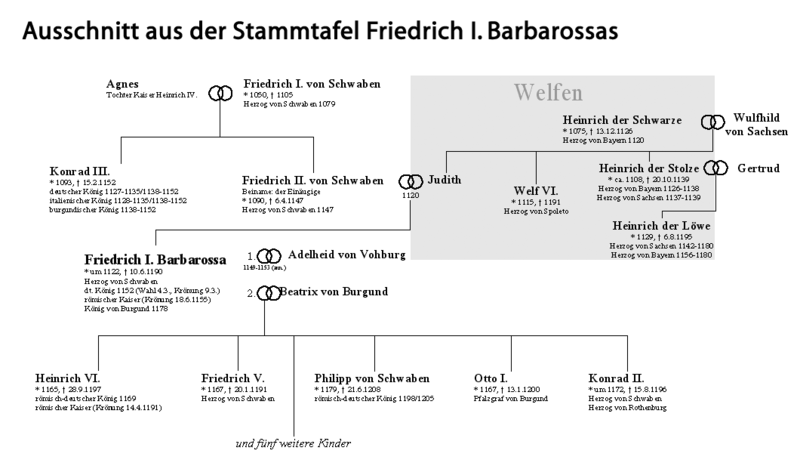 Ausschnitt aus der Stammtafel Friedrich I. Barbarossas
Agnes
Tochter Kaiser Heinrich IV.
Friedrich I. von Schwaben
* 1050, † 1105
Herzog von Schwaben 1079
Welfen
Heinrich der Schwarze
* 1075, † 13.12.1126
Herzog von Bayern 1120
Wulfhild
von Sachsen
Konrad III.
* 1093, † 15.2.1152
deutscher König 1127-1135/1138-1152
italienischer König 1128-1135/1138-1152
burgundischer König 1138-1152
Friedrich II. von Schwaben
Beiname: der Einäugige
* 1090, † 6.4.1147
Herzog von Schwaben 1147
1120
Judith
Welf VI.
* 1115, † 1191
Herzog von Spoleto
Heinrich der Stolze
* ca. 1108, † 20.10.1139
Herzog von Bayern 1126-1138
Herzog von Sachsen 1137-1139
Gertrud
Heinrich der Löwe
* 1129, † 6.8.1195
Herzog von Sachsen 1142-1180
Herzog von Bayern 1156-1180
Friedrich I. Barbarossa
* um 1122, † 10.6.1190
Herzog von Schwaben
dt. König 1152 (Wahl 4.3., Krönung 9.3.)
römischer Kaiser (Krönung 18.6.1155)
König von Burgund 1178
1.
Adelheid von Vohburg
1149-1153 (ann.)
2.
Beatrix von Burgund
Heinrich VI.
* 1165, † 28.9.1197
römisch-deutscher König 1169
römischer Kaiser (Krönung 14.4.1191)
Friedrich V.
* 1167, † 20.1.1191
Herzog von Schwaben
Philipp von Schwaben
* 1179, † 21.6.1208
römisch-deutscher König 1198/1205
Otto I.
* 1167, † 13.1.1200
Pfalzgraf von Burgund
Konrad II.
* um 1172, † 15.8.1196
Herzog von Schwaben
Herzog von Rothenburg
und fünf weitere Kinder